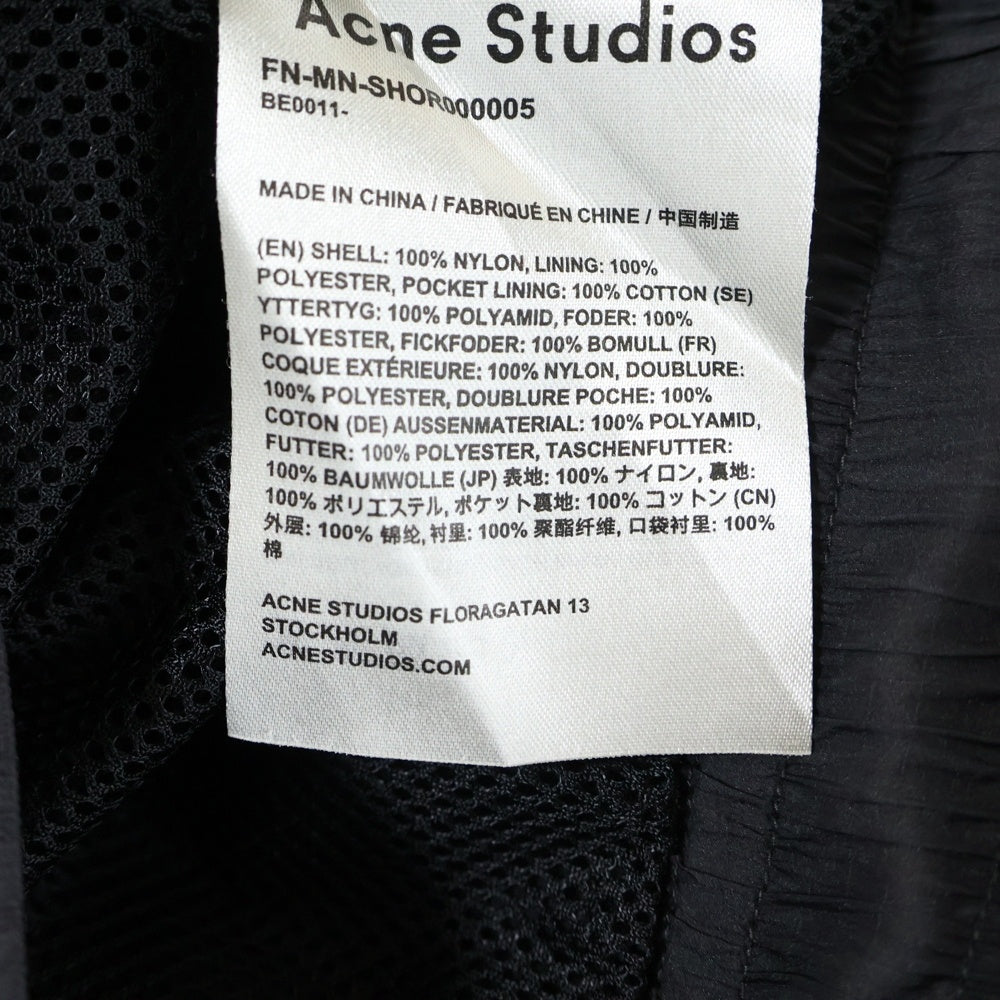 Acne Studios
FN-MN-SHOR000005
BE0011-
MADE IN CHINA / FABRIQUÉ EN CHINE / 中国制造
(EN) SHELL: 100% NYLON, LINING: 100%
POLYESTER, POCKET LINING: 100% COTTON (SE)
YTTERTYG: 100% POLYAMID, FODER: 100%
POLYESTER, FICKFODER: 100% BOMULL (FR)
COQUE EXTÉRIEURE: 100% NYLON, DOUBLURE:
100% POLYESTER, DOUBLURE POCHE: 100%
COTON (DE) AUSSENMATERIAL: 100% POLYAMID,
FUTTER: 100% POLYESTER, TASCHENFUTTER:
100% BAUMWOLLE (JP) 表地: 100% ナイロン, 裏地:
100% ポリエステル, ポケット裏地: 100% コットン (CN)
外层: 100% 锦纶, 衬里: 100% 聚酯纤维, 口袋衬里: 100%
棉
ACNE STUDIOS FLORAGATAN 13
STOCKHOLM
ACNESTUDIOS.COM